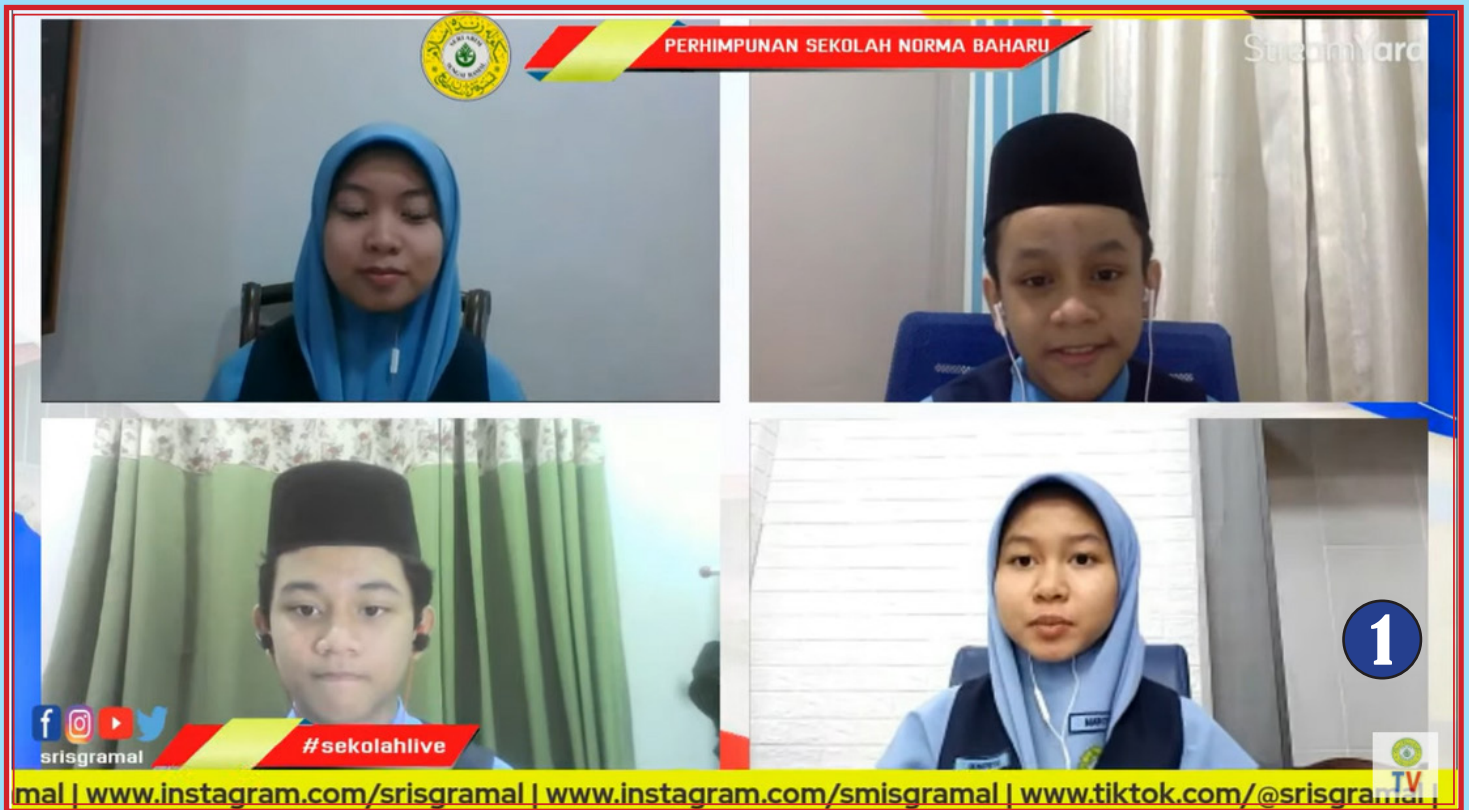 PERHIMPUNAN SEKOLAH NORMA BAHARU
StreamYard
1
srisgramal
#sekolahlive
TV
mal | www.instagram.com/srisgramal | www.instagram.com/smisgramal | www.tiktok.com/@srisgramal |